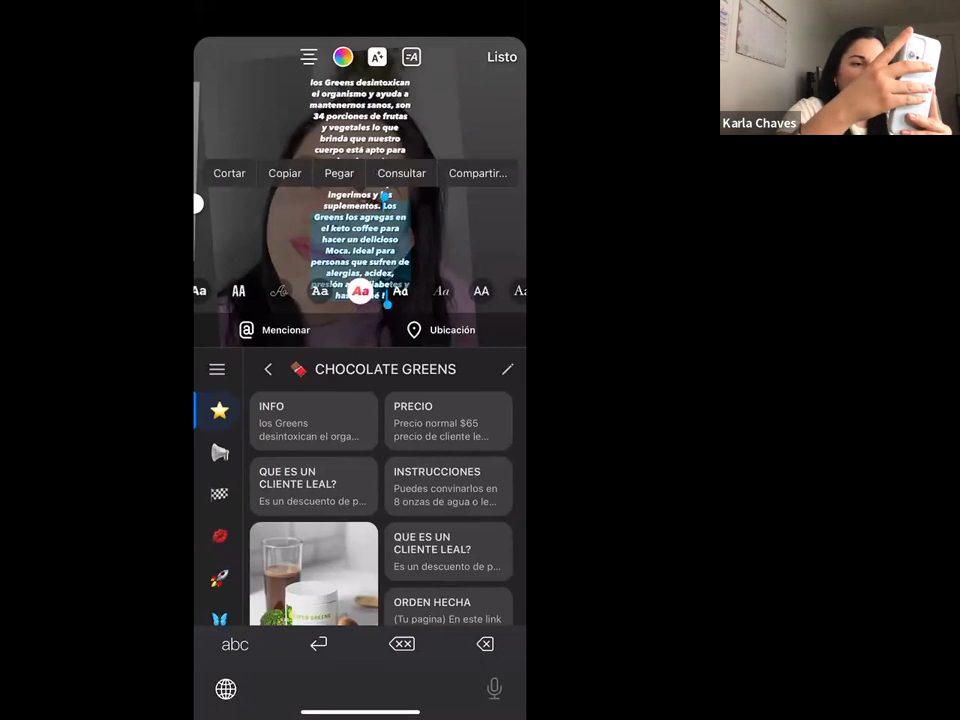 Listo
los Greens desintoxican
el organismo y ayuda a
mantenernos sanos, son
34 porciones de frutas
y vegetales lo que
brinda que nuestro
cuerpo está apto para
Cortar
Copiar
Pegar
Consultar
Compartir...
ingerimos y
suplementos. Los
Greens los agregas en
el keto coffee para
hacer un delicioso
Moca. Ideal para
personas que sufren de
alergias, acidez,
Aa
AA
Aa
Aa
Aa
Aa
Aa
AA
Mencionar
Ubicación
CHOCOLATE GREENS
INFO
los Greens
desintoxican el orga...
PRECIO
Precio normal $65
precio de cliente le...
QUE ES UN
CLIENTE LEAL?
Es un descuento de p...
INSTRUCCIONES
Puedes convinarlos en
8 onzas de agua o le...
QUE ES UN
CLIENTE LEAL?
Es un descuento de p...
ORDEN HECHA
(Tu pagina) En este link
abc
Karla Chaves